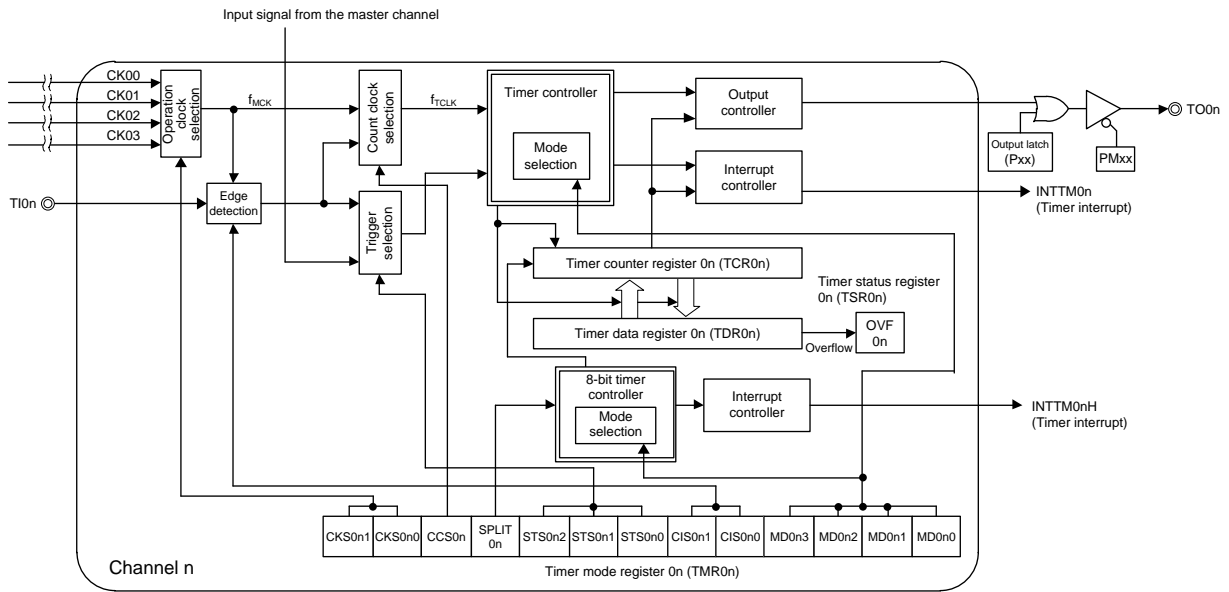 Input signal from the master channel
CK00
CK01
CK02
CK03
Operation
clock
selection
fMCK
Count clock
selection
fTCLK
Timer controller
Mode
selection
Output
controller
Output latch
(Pxx)
PMxx
TO0n
Interrupt
controller
INTTM0n
(Timer interrupt)
TI0n
Edge
detection
Trigger
selection
Timer counter register 0n (TCR0n)
Timer status register
0n (TSR0n)
Timer data register 0n (TDR0n)
Overflow
OVF
0n
8-bit timer
controller
Mode
selection
Interrupt
controller
INTTM0nH
(Timer interrupt)
CKS0n1
CKS0n0
CCS0n
SPLIT
0n
STS0n2
STS0n1
STS0n0
CIS0n1
CIS0n0
MD0n3
MD0n2
MD0n1
MD0n0
Channel n
Timer mode register 0n (TMR0n)